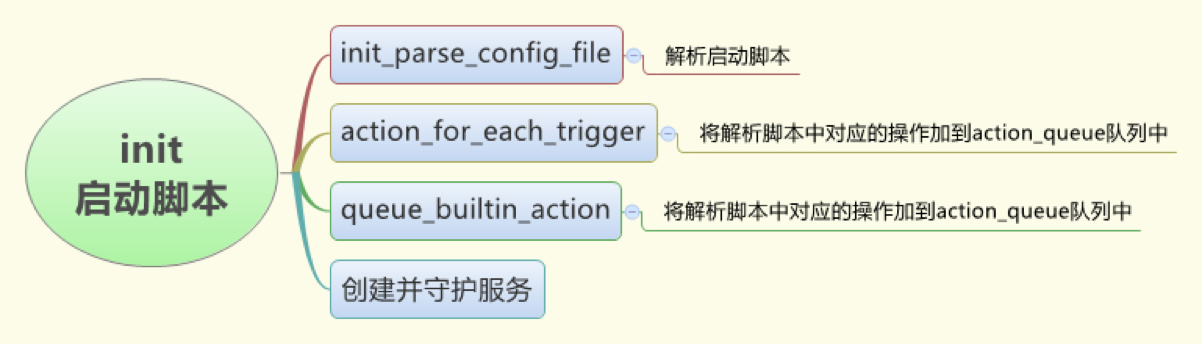 init
启动脚本
init_parse_config_file
解析启动脚本
action_for_each_trigger
将解析脚本中对应的操作加到action_queue队列中
queue_builtin_action
将解析脚本中对应的操作加到action_queue队列中
创建并守护服务